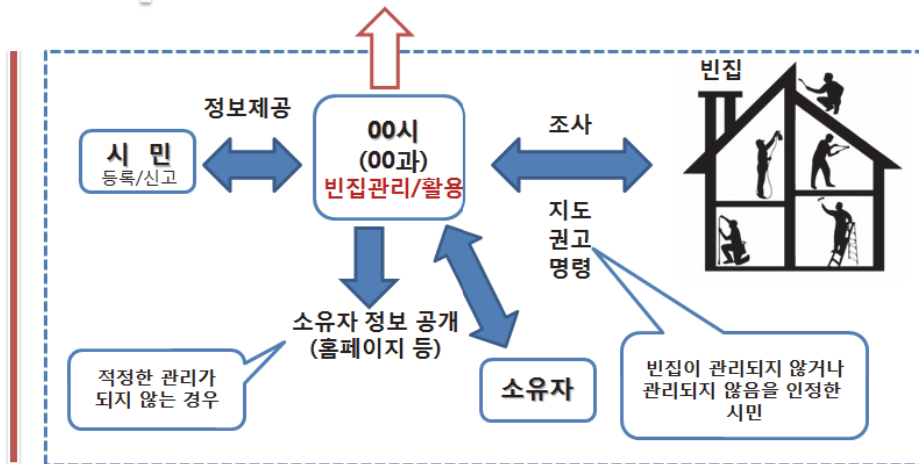 정보제공
시 민
등록/신고
00시
(00과)
빈집관리/활용
조사
빈집
지도
권고
명령
소유자 정보 공개
(홈페이지 등)
적정한 관리가
되지 않는 경우
소유자
빈집이 관리되지 않거나
관리되지 않음을 인정한
시민